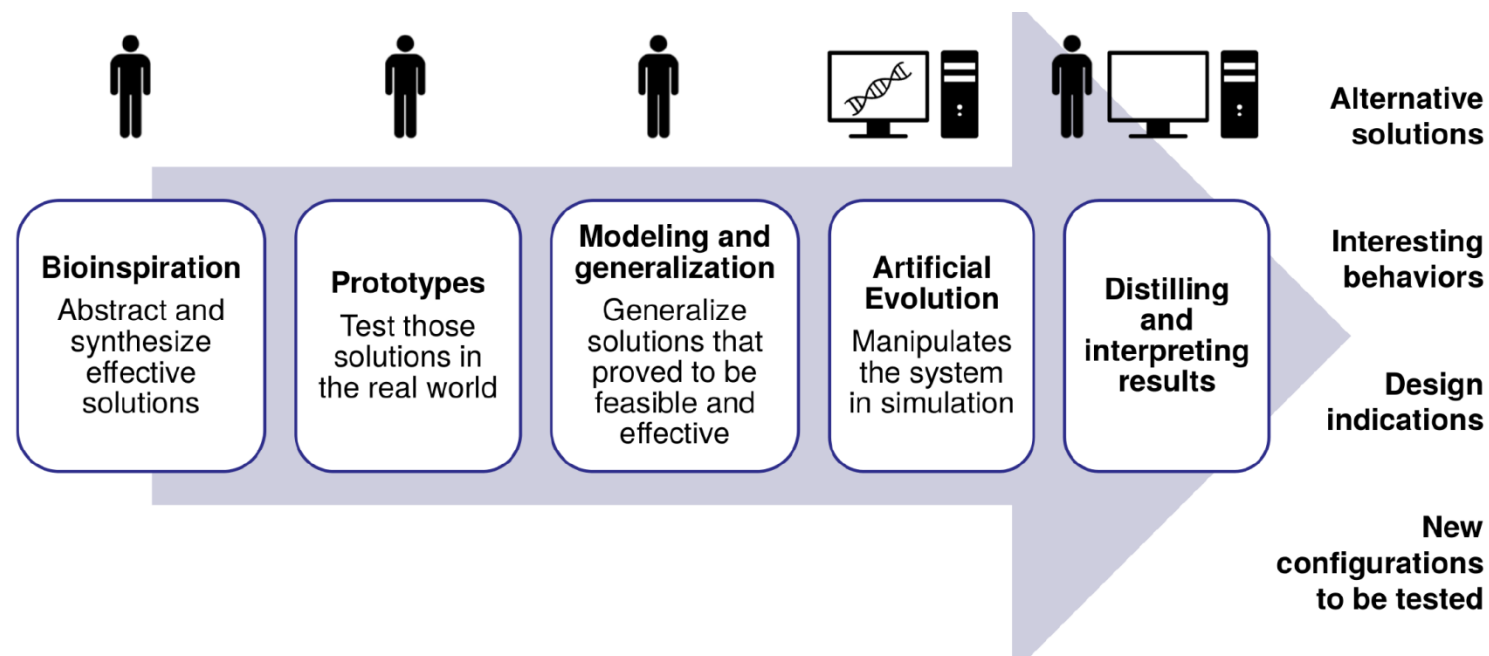 Bioinspiration
Abstract and
synthesize
effective
solutions
Prototypes
Test those
solutions in
the real world
Modeling and
generalization
Generalize
solutions that
proved to be
feasible and
effective
Artificial
Evolution
Manipulates
the system
in simulation
Distilling
and
interpreting
results
Alternative
solutions
Interesting
behaviors
Design
indications
New
configurations
to be tested